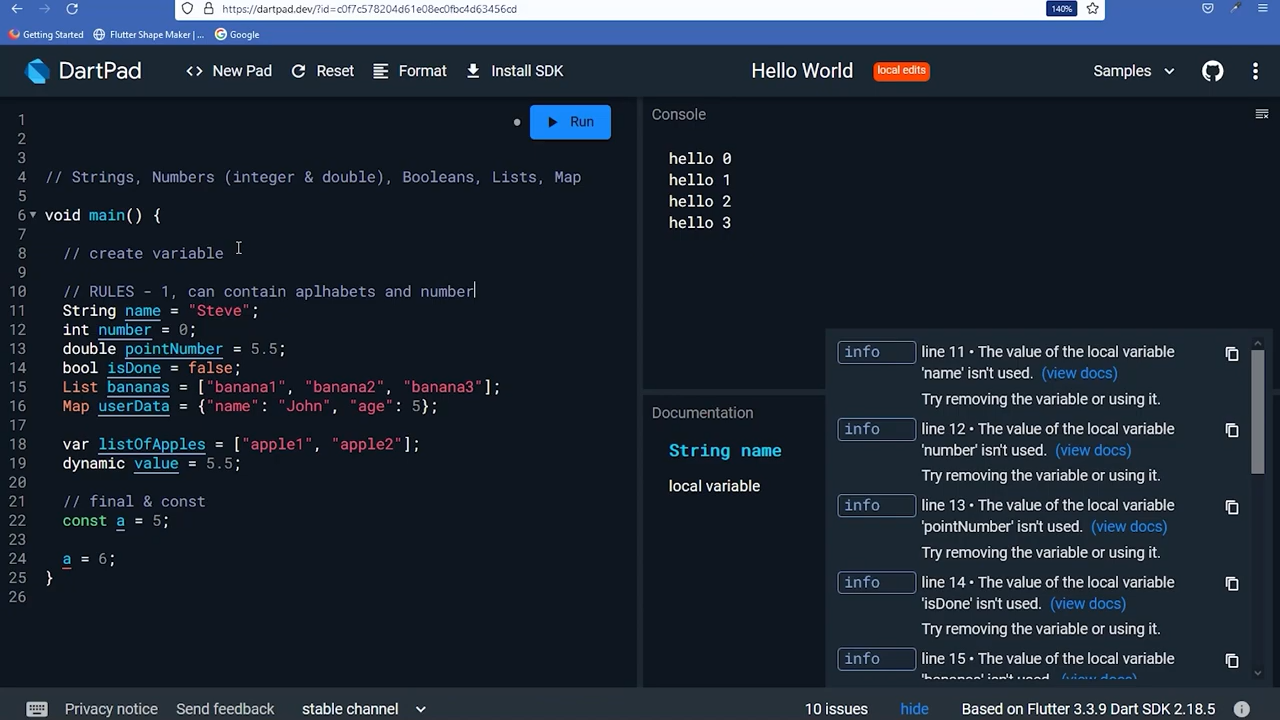 https://dartpad.dev/?id=c0f7c578204d61e08ec0fbc4d63456cd
140%
Getting Started
Flutter Shape Maker | ...
Google
DartPad
<> New Pad
Reset
Format
Install SDK
Hello World
local edits
Samples
Run
1
2
3
4 // Strings, Numbers (integer & double), Booleans, Lists, Map
5
6 void main() {
7
8 // create variable
9
10 // RULES - 1, can contain aplhabets and number
11 String name = "Steve";
12 int number = 0;
13 double pointNumber = 5.5;
14 bool isDone = false;
15 List bananas = ["banana1", "banana2", "banana3"];
16 Map userData = {"name": "John", "age": 5};
17
18 var listOfApples = ["apple1", "apple2"];
19 dynamic value = 5.5;
20
21 // final & const
22 const a = 5;
23
24 a = 6;
25 }
26
Console
hello 0
hello 1
hello 2
hello 3
Documentation
String name
local variable
info line 11 • The value of the local variable
'name' isn't used. (view docs)
Try removing the variable or using it.
info line 12 • The value of the local variable
'number' isn't used. (view docs)
Try removing the variable or using it.
info line 13 • The value of the local variable
'pointNumber' isn't used. (view docs)
Try removing the variable or using it.
info line 14 • The value of the local variable
'isDone' isn't used. (view docs)
Try removing the variable or using it.
info line 15 • The value of the local variable
'bananas' isn't used. (view docs)
Privacy notice
Send feedback
stable channel
10 issues
hide
Based on Flutter 3.3.9 Dart SDK 2.18.5